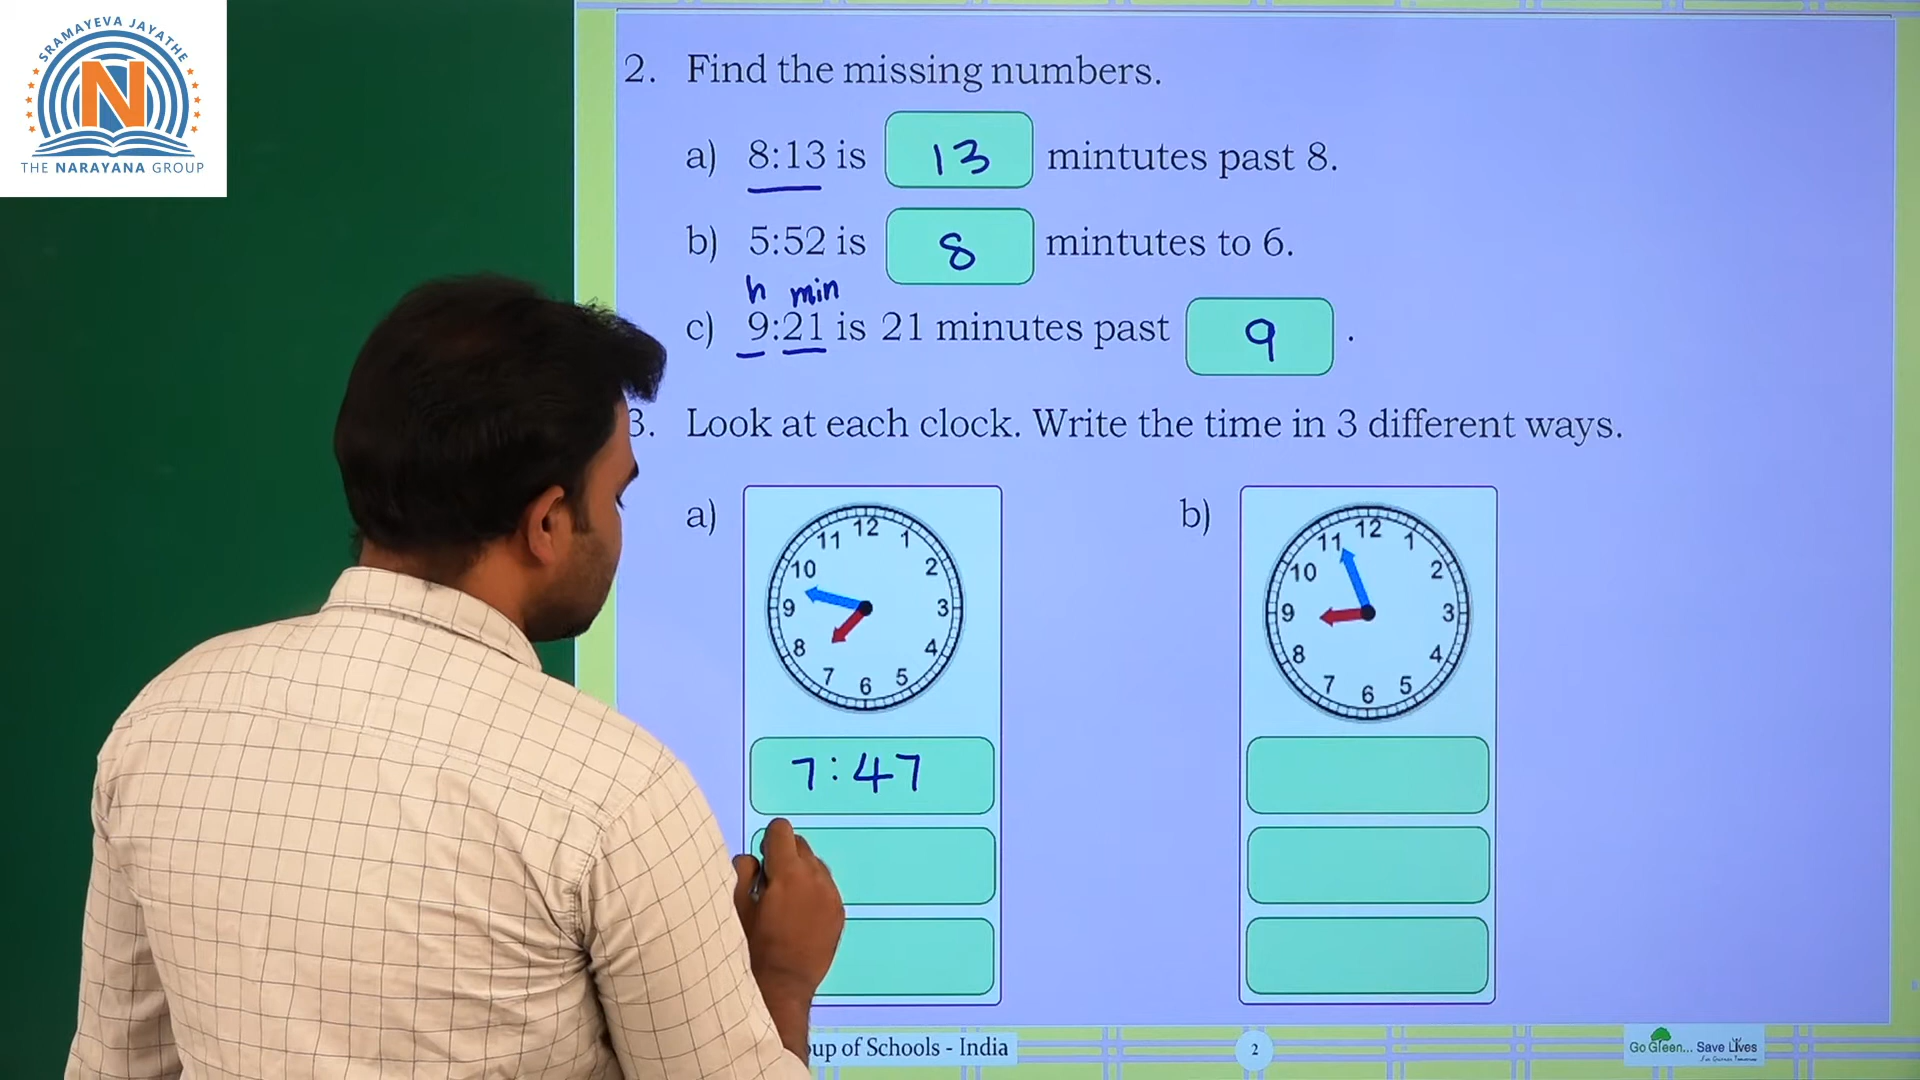 SRAMAYEVA JAYATHE
N
THE NARAYANA GROUP
2. Find the missing numbers.
a) 8:13 is 13 mintutes past 8.
b) 5:52 is 8 mintutes to 6.
h min
c) 9:21 is 21 minutes past 9 .
3. Look at each clock. Write the time in 3 different ways.
a)
12 1 2 3 4 5 6 7 8 9 10 11
7:47
b)
12 1 2 3 4 5 6 7 8 9 10 11
up of Schools - India
2
Go Green... Save Lives